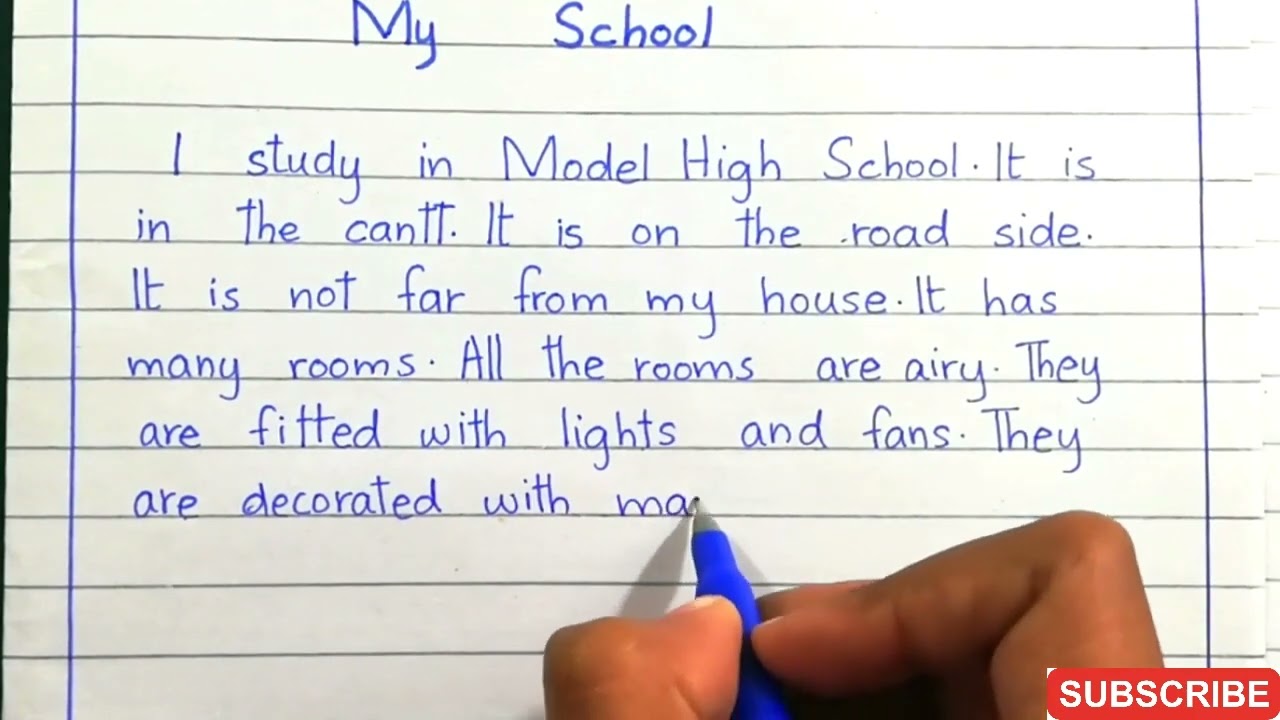 My School
I study in Model High School. It is
in the cantt. It is on the road side.
It is not far from my house. It has
many rooms. All the rooms are airy. They
are fitted with lights and fans. They
are decorated with ma
SUBSCRIBE